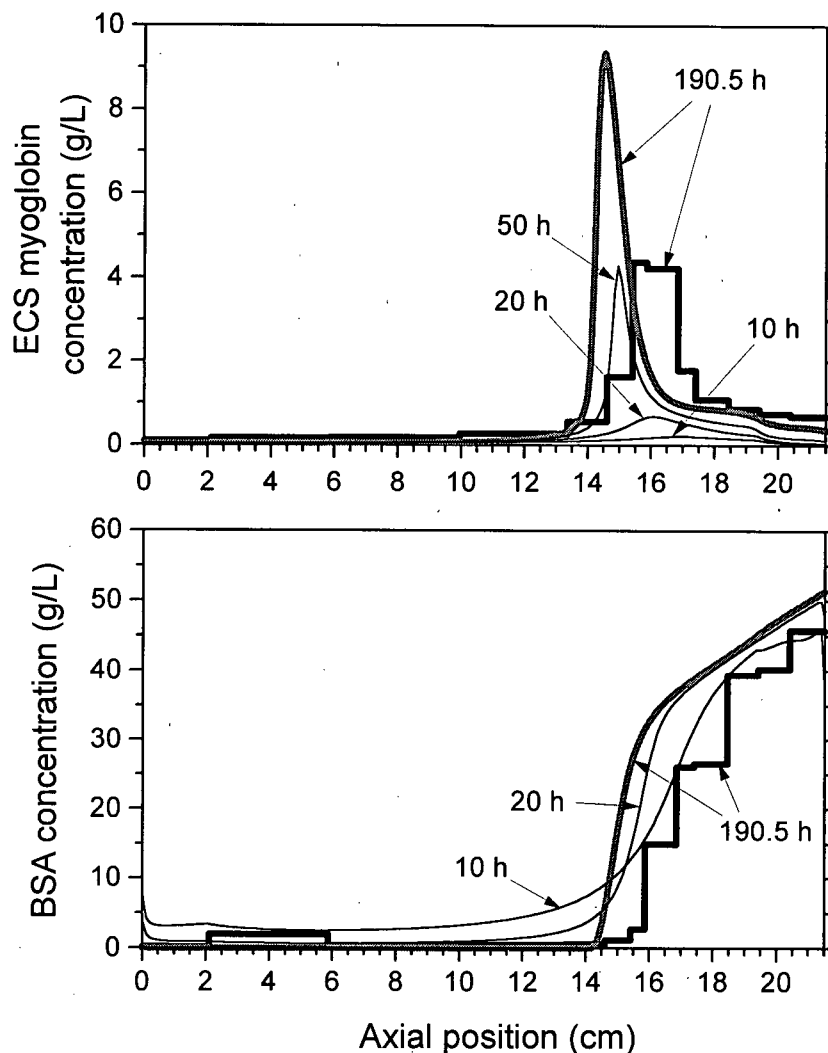 ECS myoglobin
concentration (g/L)
10
8
6
4
2
0
190.5 h
50 h
20 h
10 h
0 2 4 6 8 10 12 14 16 18 20
BSA concentration (g/L)
60
50
40
30
20
10
0
20 h
190.5 h
10 h
0 2 4 6 8 10 12 14 16 18 20
Axial position (cm)